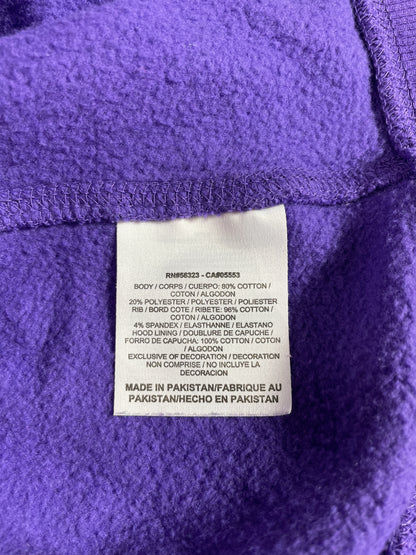 RN#56323 - CA#05553
BODY / CORPS / CUERPO: 80% COTTON /
COTON / ALGODON
20% POLYESTER / POLYESTER / POLIESTER
RIB / BORD COTE / RIBETE: 96% COTTON /
COTON / ALGODON
4% SPANDEX / ELASTHANNE / ELASTANO
HOOD LINING / DOUBLURE DE CAPUCHE /
FORRO DE CAPUCHA: 100% COTTON /
COTON / ALGODON
EXCLUSIVE OF DECORATION / DECORATION
NON COMPRISE / NO INCLUYE LA
DECORACION
MADE IN PAKISTAN/FABRIQUE AU
PAKISTAN/HECHO EN PAKISTAN